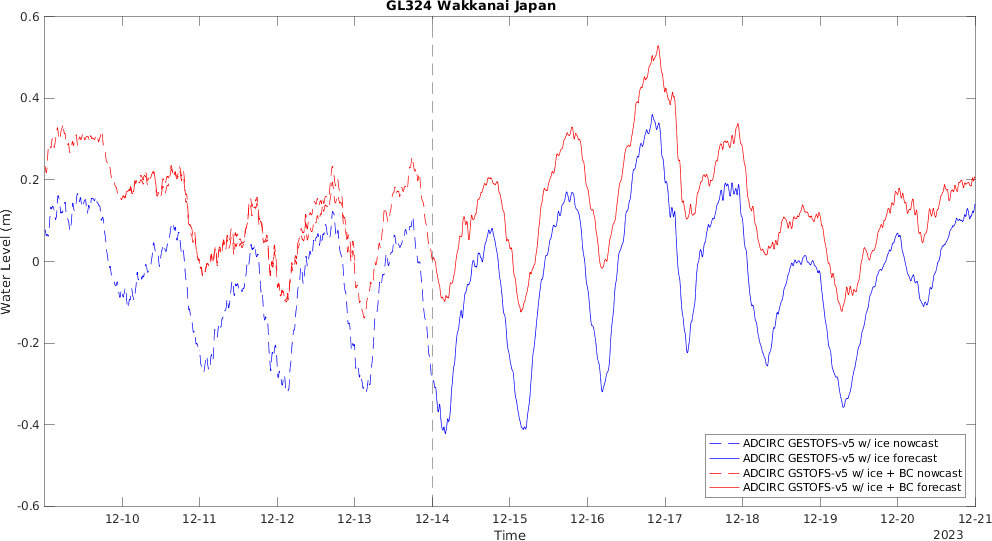 GL324 Wakkanai Japan
0.6
0.4
0.2
0
-0.2
-0.4
-0.6
Water Level (m)
ADCIRC GESTOFS-v5 w/ ice nowcast
ADCIRC GESTOFS-v5 w/ ice forecast
ADCIRC GSTOFS-v5 w/ ice + BC nowcast
ADCIRC GSTOFS-v5 w/ ice + BC forecast
12-10 12-11 12-12 12-13 12-14 12-15 12-16 12-17 12-18 12-19 12-20 12-21
Time
2023